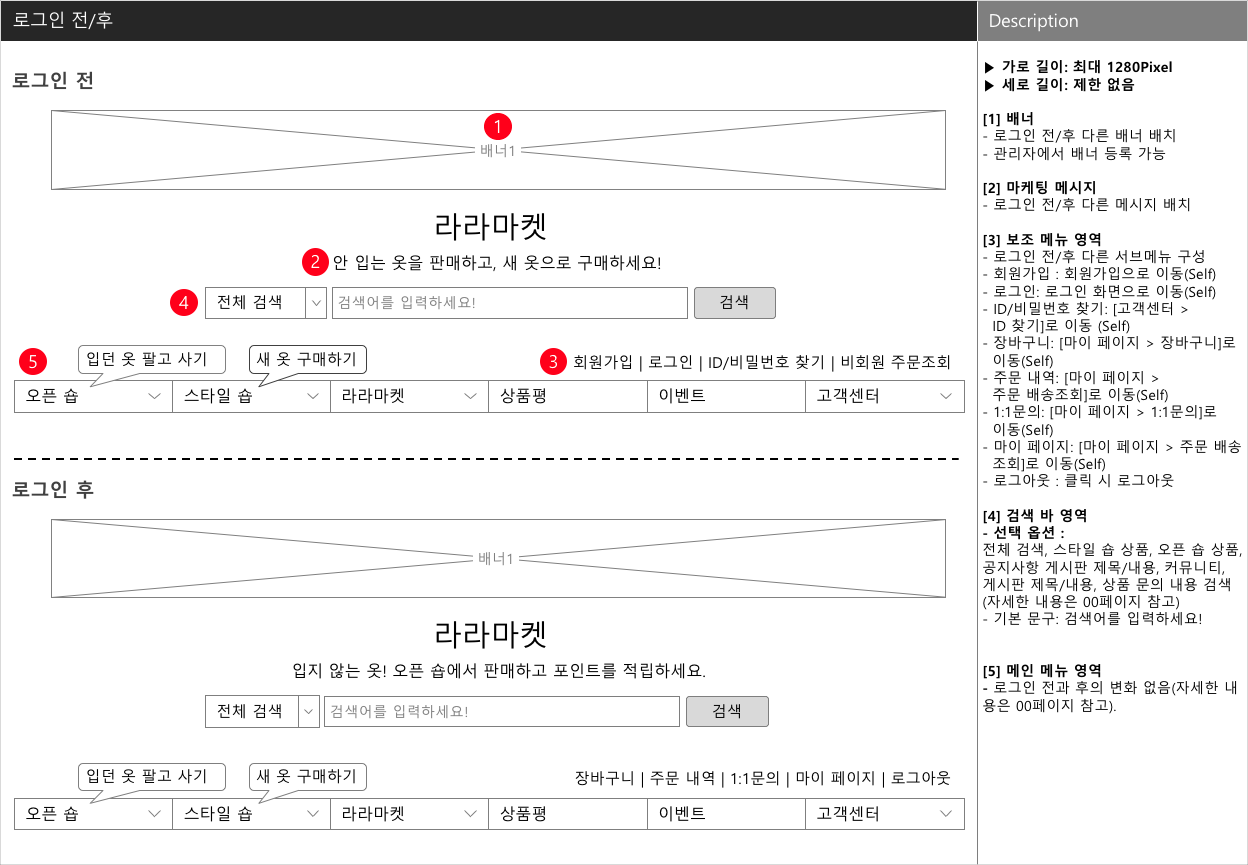 로그인 전/후
로그인 전
1
배너1
라라마켓
2 안 입는 옷을 판매하고, 새 옷으로 구매하세요!
4 전체 검색 검색어를 입력하세요! 검색
5 입던 옷 팔고 사기 새 옷 구매하기 3 회원가입 | 로그인 | ID/비밀번호 찾기 | 비회원 주문조회
오픈 숍 스타일 숍 라라마켓 상품평 이벤트 고객센터
로그인 후
배너1
라라마켓
입지 않는 옷! 오픈 숍에서 판매하고 포인트를 적립하세요.
전체 검색 검색어를 입력하세요! 검색
입던 옷 팔고 사기 새 옷 구매하기 장바구니 | 주문 내역 | 1:1문의 | 마이 페이지 | 로그아웃
오픈 숍 스타일 숍 라라마켓 상품평 이벤트 고객센터
Description
▶ 가로 길이: 최대 1280Pixel
▶ 세로 길이: 제한 없음
[1] 배너
- 로그인 전/후 다른 배너 배치
- 관리자에서 배너 등록 가능
[2] 마케팅 메시지
- 로그인 전/후 다른 메시지 배치
[3] 보조 메뉴 영역
- 로그인 전/후 다른 서브메뉴 구성
- 회원가입 : 회원가입으로 이동(Self)
- 로그인: 로그인 화면으로 이동(Self)
- ID/비밀번호 찾기: [고객센터 >
ID 찾기]로 이동 (Self)
- 장바구니: [마이 페이지 > 장바구니]로
이동(Self)
- 주문 내역: [마이 페이지 >
주문 배송조회]로 이동(Self)
- 1:1문의: [마이 페이지 > 1:1문의]로
이동(Self)
- 마이 페이지: [마이 페이지 > 주문 배송
조회]로 이동(Self)
- 로그아웃 : 클릭 시 로그아웃
[4] 검색 바 영역
- 선택 옵션 :
전체 검색, 스타일 숍 상품, 오픈 숍 상품,
공지사항 게시판 제목/내용, 커뮤니티,
게시판 제목/내용, 상품 문의 내용 검색
(자세한 내용은 00페이지 참고)
- 기본 문구: 검색어를 입력하세요!
[5] 메인 메뉴 영역
- 로그인 전과 후의 변화 없음(자세한 내
용은 00페이지 참고).